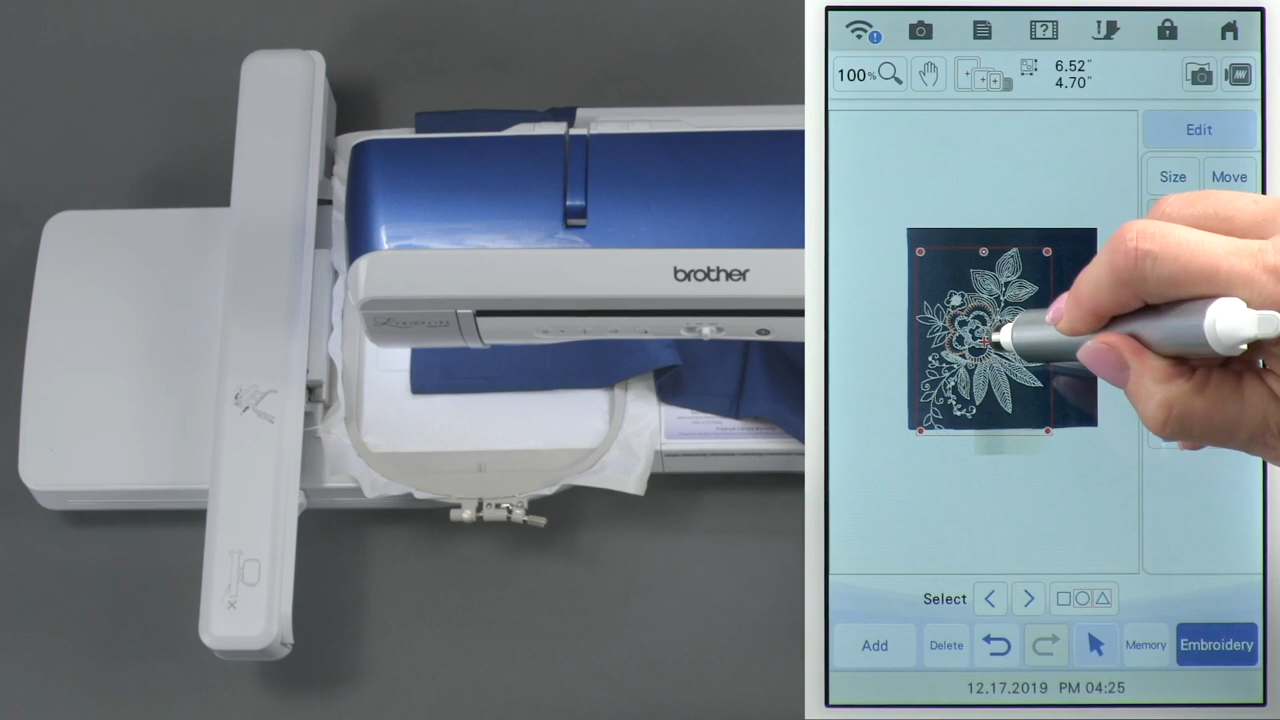 brother
100%
6.52"
4.70"
Edit
Size
Move
Select
Add
Delete
Memory
Embroidery
12.17.2019 PM 04:25